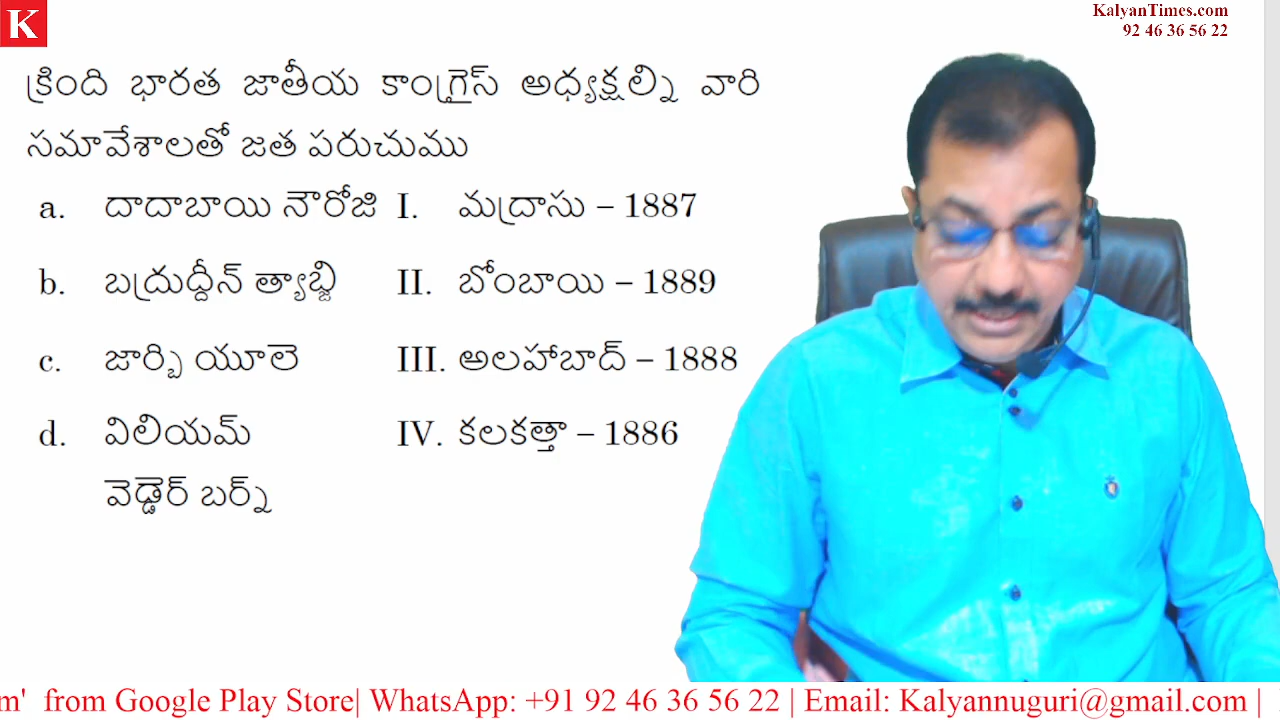 K
KalyanTimes.com
92 46 36 56 22
క్రింది భారత జాతీయ కాంగ్రైస్ అధ్యక్షల్ని వారి
సమావేశాలతో జత పరుచుము
a. దాదాబాయి నౌరోజి I. మద్రాసు – 1887
b. బద్రుద్దీన్ త్యాబ్జి II. బోంబాయి – 1889
c. జార్బి యూలె III. అలహాబాద్ – 1888
d. విలియమ్ IV. కలకత్తా – 1886
వెడ్డెర్ బర్న్
m' from Google Play Store| WhatsApp: +91 92 46 36 56 22 | Email: Kalyannuguri@gmail.com |